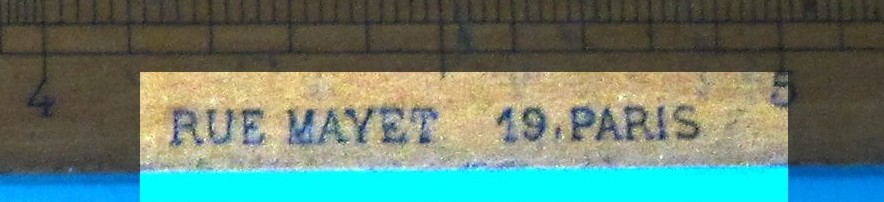 4 5
RUE MAYET 19. PARIS